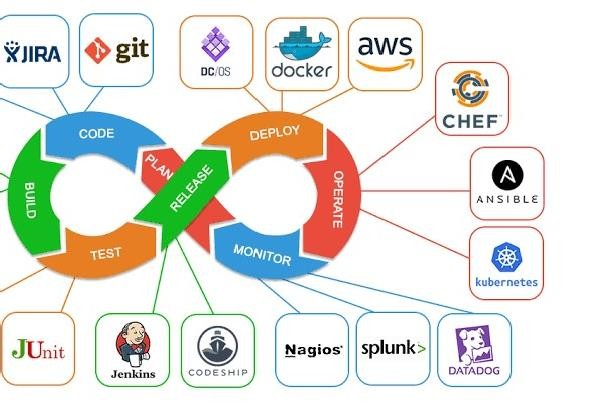 JIRA
git
DC/OS
docker
aws
CHEF
CODE
DEPLOY
PLAN
RELEASE
BUILD
OPERATE
ANSIBLE
TEST
MONITOR
kubernetes
JUnit
Jenkins
CODESHIP
Nagios®
splunk>
DATADOG